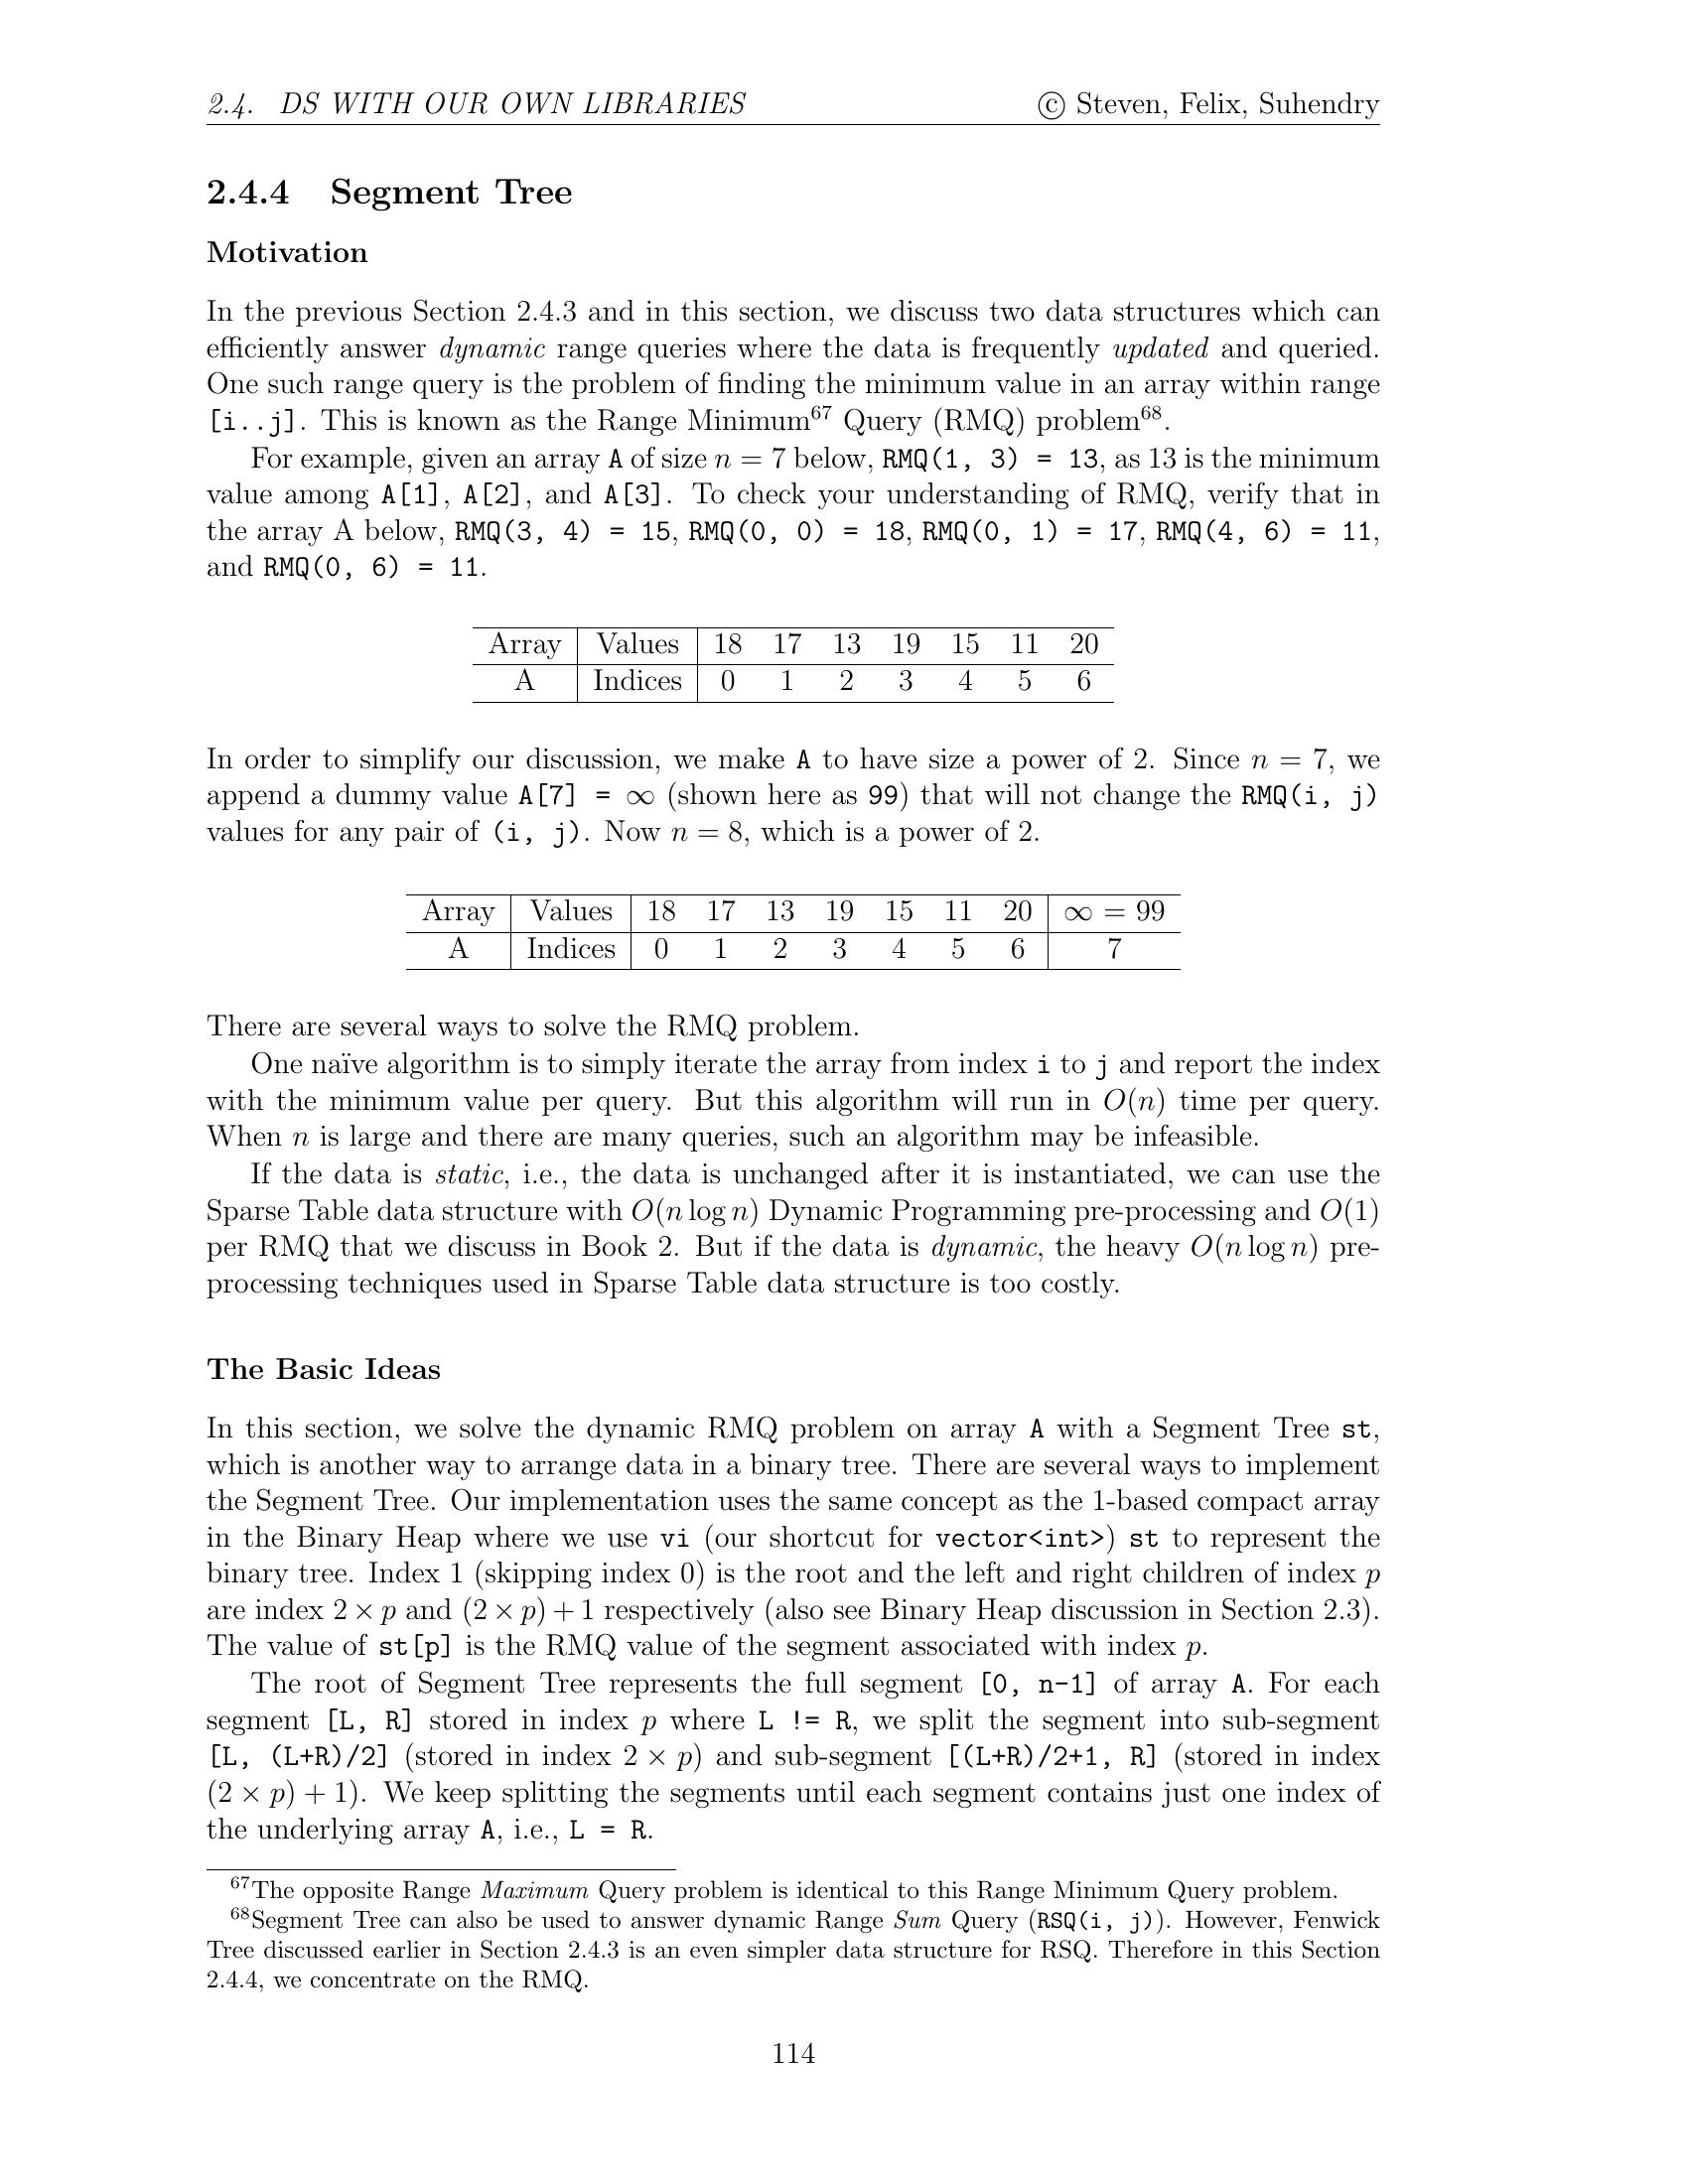 2.4. DS WITH OUR OWN LIBRARIES © Steven, Felix, Suhendry
2.4.4 Segment Tree
Motivation
In the previous Section 2.4.3 and in this section, we discuss two data structures which can
efficiently answer dynamic range queries where the data is frequently updated and queried.
One such range query is the problem of finding the minimum value in an array within range
[i..j]. This is known as the Range Minimum67 Query (RMQ) problem68.
For example, given an array A of size n = 7 below, RMQ(1, 3) = 13, as 13 is the minimum
value among A[1], A[2], and A[3]. To check your understanding of RMQ, verify that in
the array A below, RMQ(3, 4) = 15, RMQ(0, 0) = 18, RMQ(0, 1) = 17, RMQ(4, 6) = 11,
and RMQ(0, 6) = 11.
Array Values 18 17 13 19 15 11 20
A Indices 0 1 2 3 4 5 6
In order to simplify our discussion, we make A to have size a power of 2. Since n = 7, we
append a dummy value A[7] = ∞ (shown here as 99) that will not change the RMQ(i, j)
values for any pair of (i, j). Now n = 8, which is a power of 2.
Array Values 18 17 13 19 15 11 20 ∞ = 99
A Indices 0 1 2 3 4 5 6 7
There are several ways to solve the RMQ problem.
One naïve algorithm is to simply iterate the array from index i to j and report the index
with the minimum value per query. But this algorithm will run in O(n) time per query.
When n is large and there are many queries, such an algorithm may be infeasible.
If the data is static, i.e., the data is unchanged after it is instantiated, we can use the
Sparse Table data structure with O(n log n) Dynamic Programming pre-processing and O(1)
per RMQ that we discuss in Book 2. But if the data is dynamic, the heavy O(n log n) pre-
processing techniques used in Sparse Table data structure is too costly.
The Basic Ideas
In this section, we solve the dynamic RMQ problem on array A with a Segment Tree st,
which is another way to arrange data in a binary tree. There are several ways to implement
the Segment Tree. Our implementation uses the same concept as the 1-based compact array
in the Binary Heap where we use vi (our shortcut for vector<int>) st to represent the
binary tree. Index 1 (skipping index 0) is the root and the left and right children of index p
are index 2 × p and (2 × p) + 1 respectively (also see Binary Heap discussion in Section 2.3).
The value of st[p] is the RMQ value of the segment associated with index p.
The root of Segment Tree represents the full segment [0, n-1] of array A. For each
segment [L, R] stored in index p where L != R, we split the segment into sub-segment
[L, (L+R)/2] (stored in index 2 × p) and sub-segment [(L+R)/2+1, R] (stored in index
(2 × p) + 1). We keep splitting the segments until each segment contains just one index of
the underlying array A, i.e., L = R.
67The opposite Range Maximum Query problem is identical to this Range Minimum Query problem.
68Segment Tree can also be used to answer dynamic Range Sum Query (RSQ(i, j)). However, Fenwick
Tree discussed earlier in Section 2.4.3 is an even simpler data structure for RSQ. Therefore in this Section
2.4.4, we concentrate on the RMQ.
114